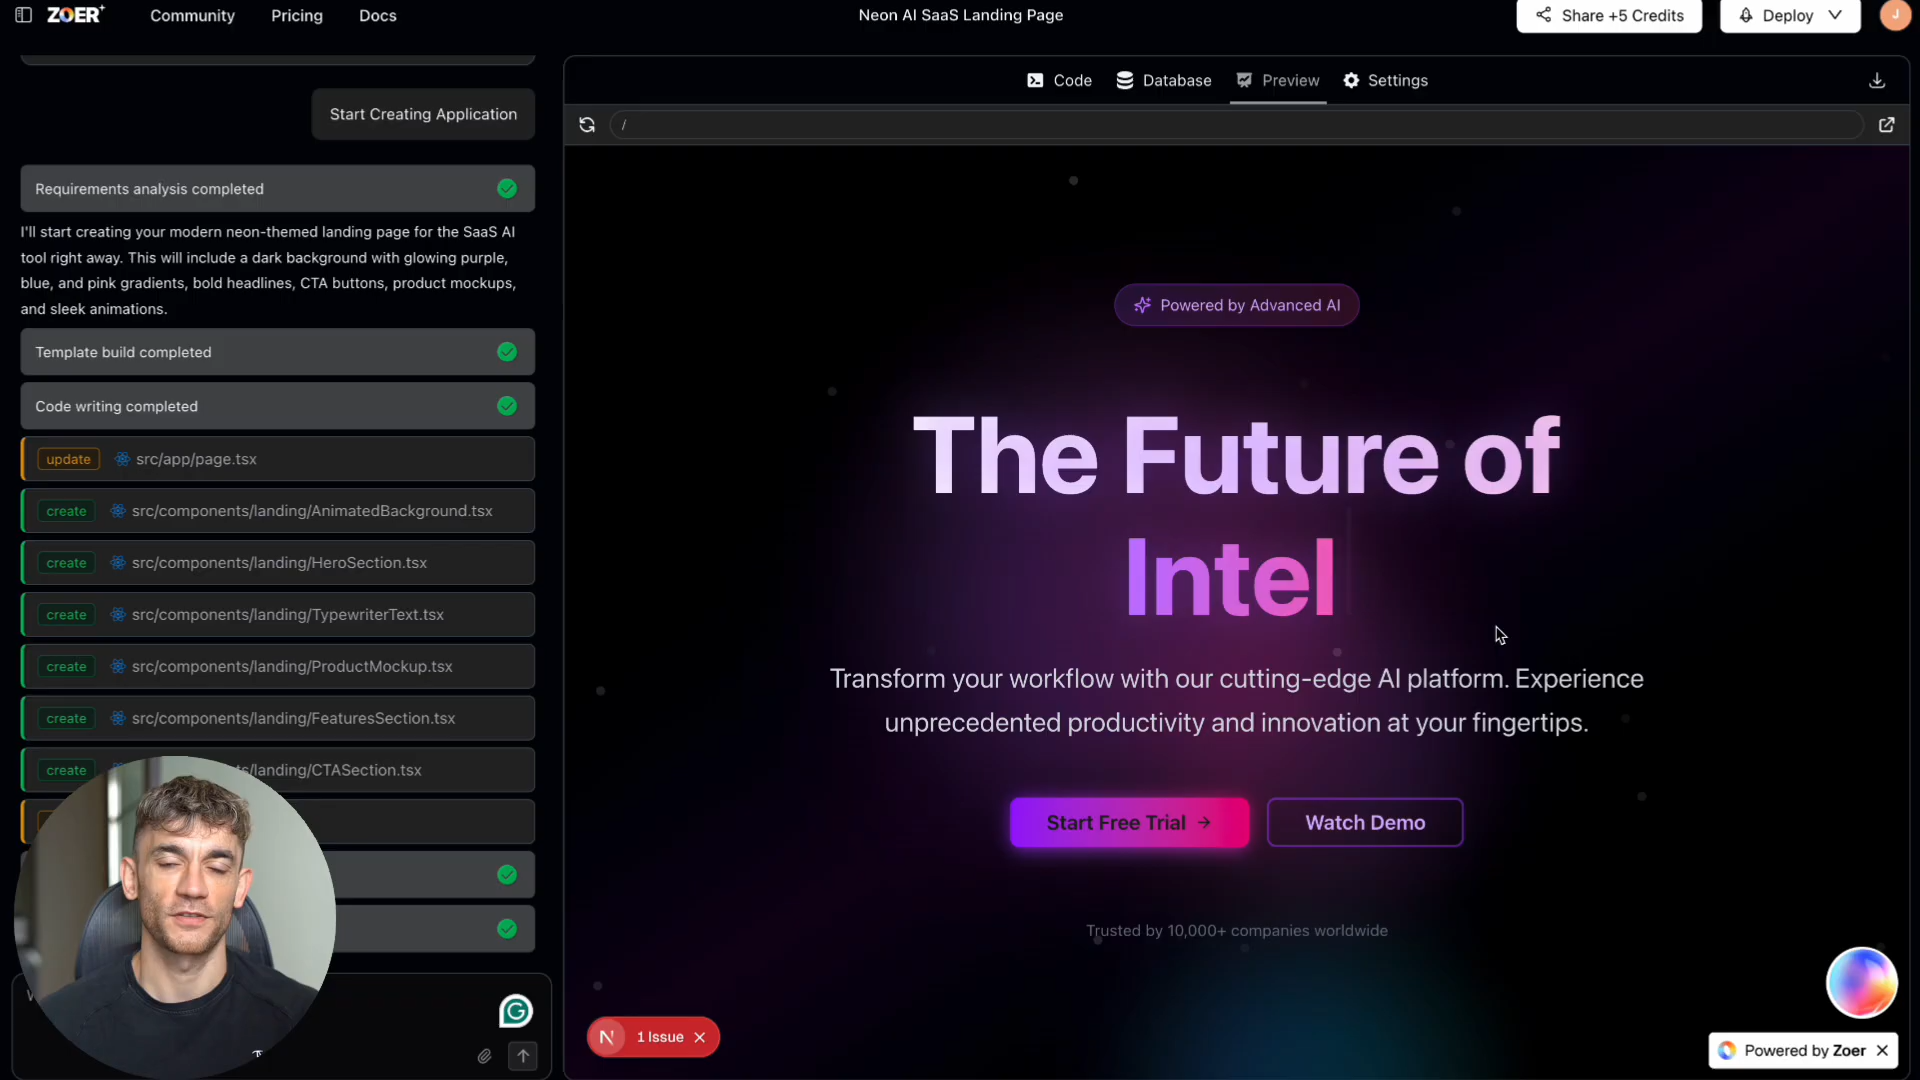 ZOER+
Community
Pricing
Docs
Neon AI SaaS Landing Page
Share +5 Credits
Deploy
J
Start Creating Application
Requirements analysis completed
I'll start creating your modern neon-themed landing page for the SaaS AI
tool right away. This will include a dark background with glowing purple,
blue, and pink gradients, bold headlines, CTA buttons, product mockups,
and sleek animations.
Template build completed
Code writing completed
update src/app/page.tsx
create src/components/landing/AnimatedBackground.tsx
create src/components/landing/HeroSection.tsx
create src/components/landing/TypewriterText.tsx
create src/components/landing/ProductMockup.tsx
create src/components/landing/FeaturesSection.tsx
create ts/landing/CTASection.tsx
Code
Database
Preview
Settings
/
Powered by Advanced AI
The Future of
Intel
Transform your workflow with our cutting-edge AI platform. Experience
unprecedented productivity and innovation at your fingertips.
Start Free Trial →
Watch Demo
Trusted by 10,000+ companies worldwide
N 1 Issue
Powered by Zoer